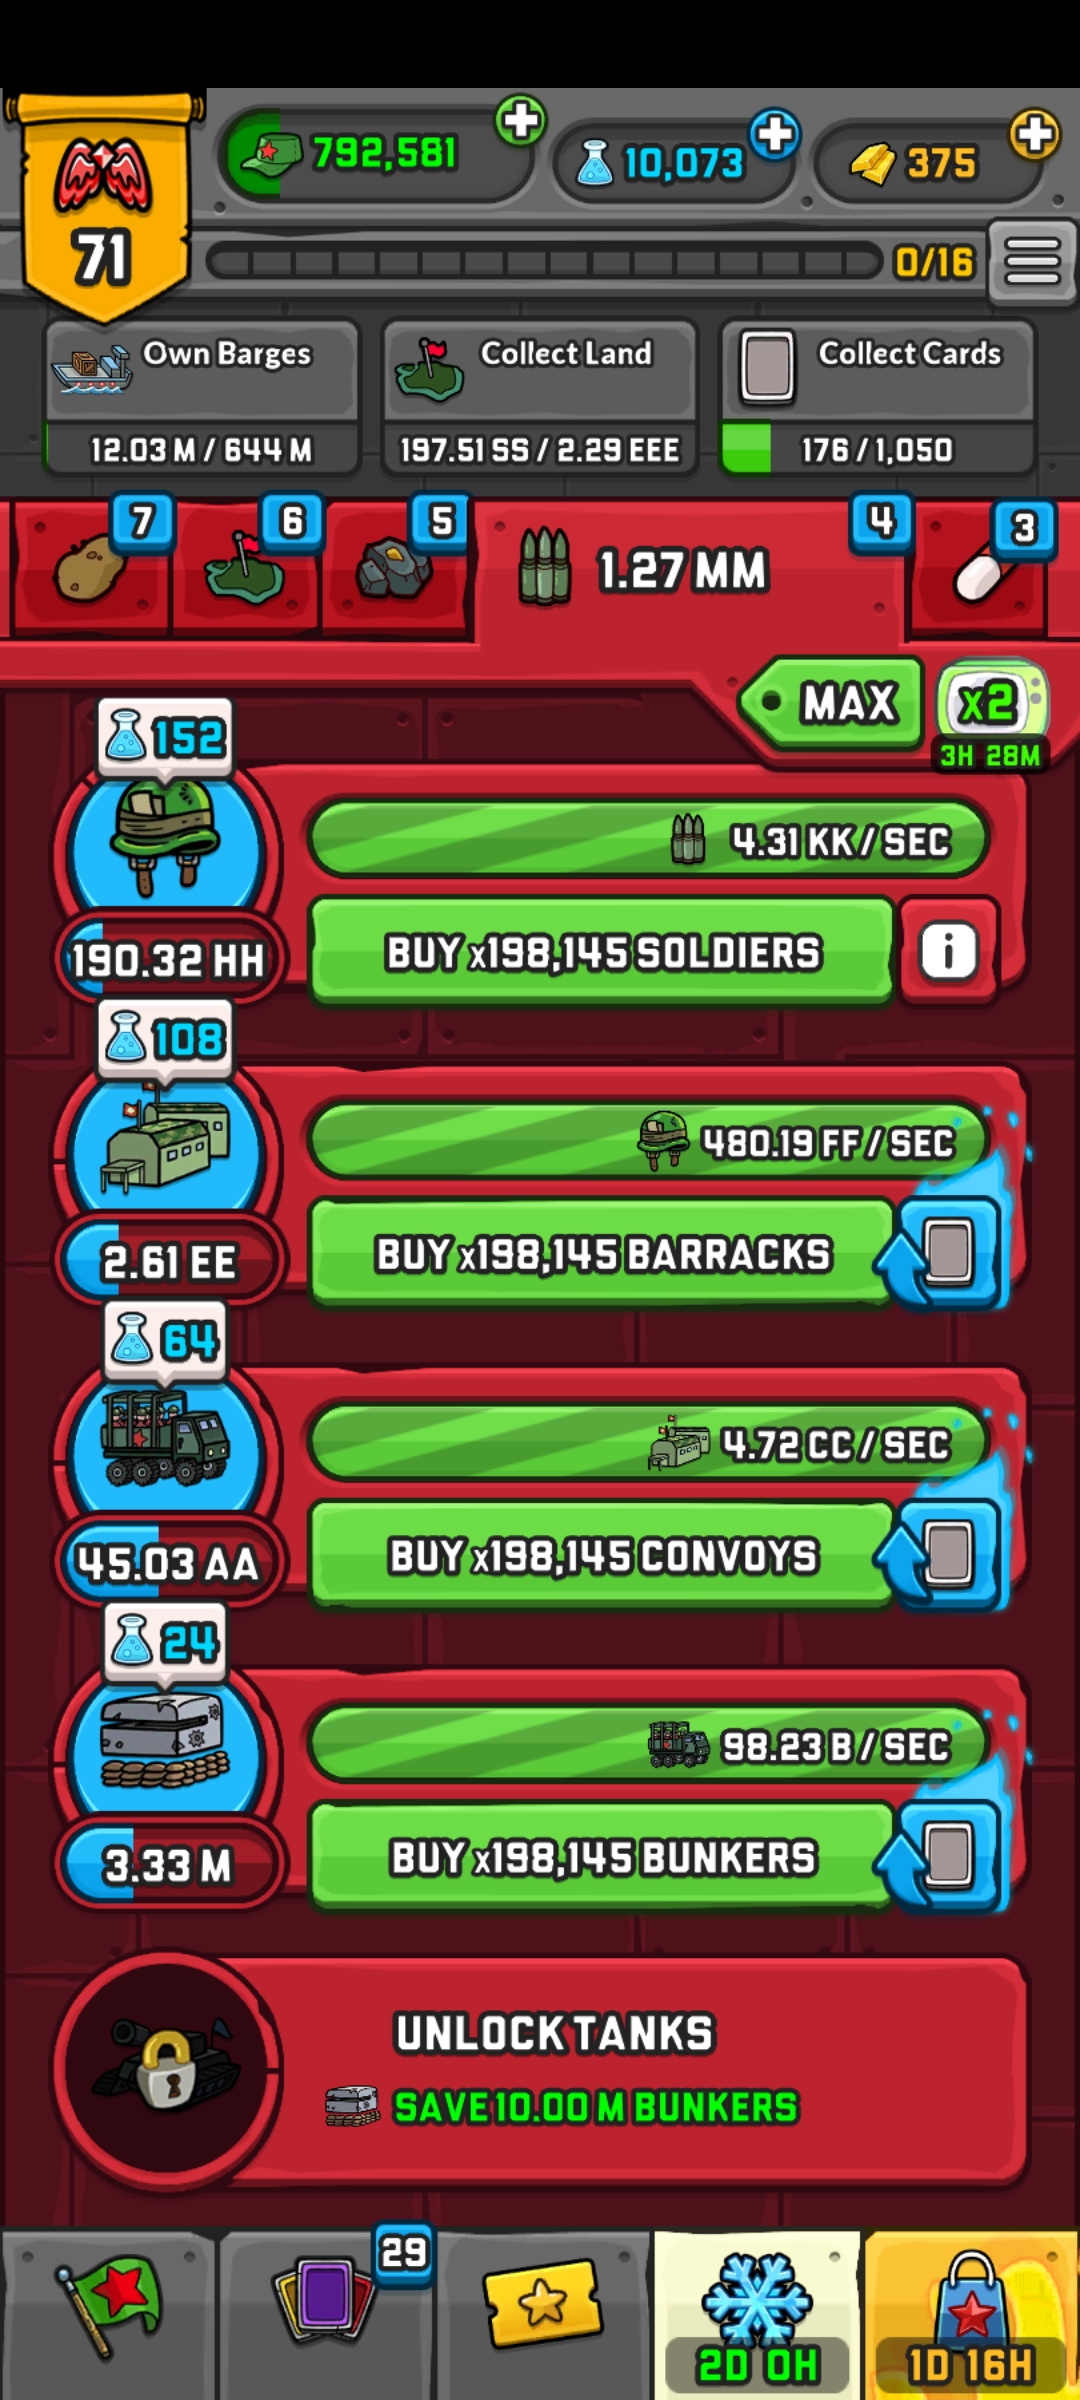 792,581
10,073
375
71
0/16
Own Barges
12.03 M / 644 M
Collect Land
197.51 SS / 2.29 EEE
Collect Cards
176 / 1,050
7
6
5
1.27 MM
4
3
MAX
x2
3H 28M
152
4.31 KK / SEC
190.32 HH
BUY x198,145 SOLDIERS
i
108
480.19 FF / SEC
2.61 EE
BUY x198,145 BARRACKS
64
4.72 CC / SEC
45.03 AA
BUY x198,145 CONVOYS
24
98.23 B / SEC
3.33 M
BUY x198,145 BUNKERS
UNLOCK TANKS
SAVE 10.00 M BUNKERS
29
2D 0H
1D 16H